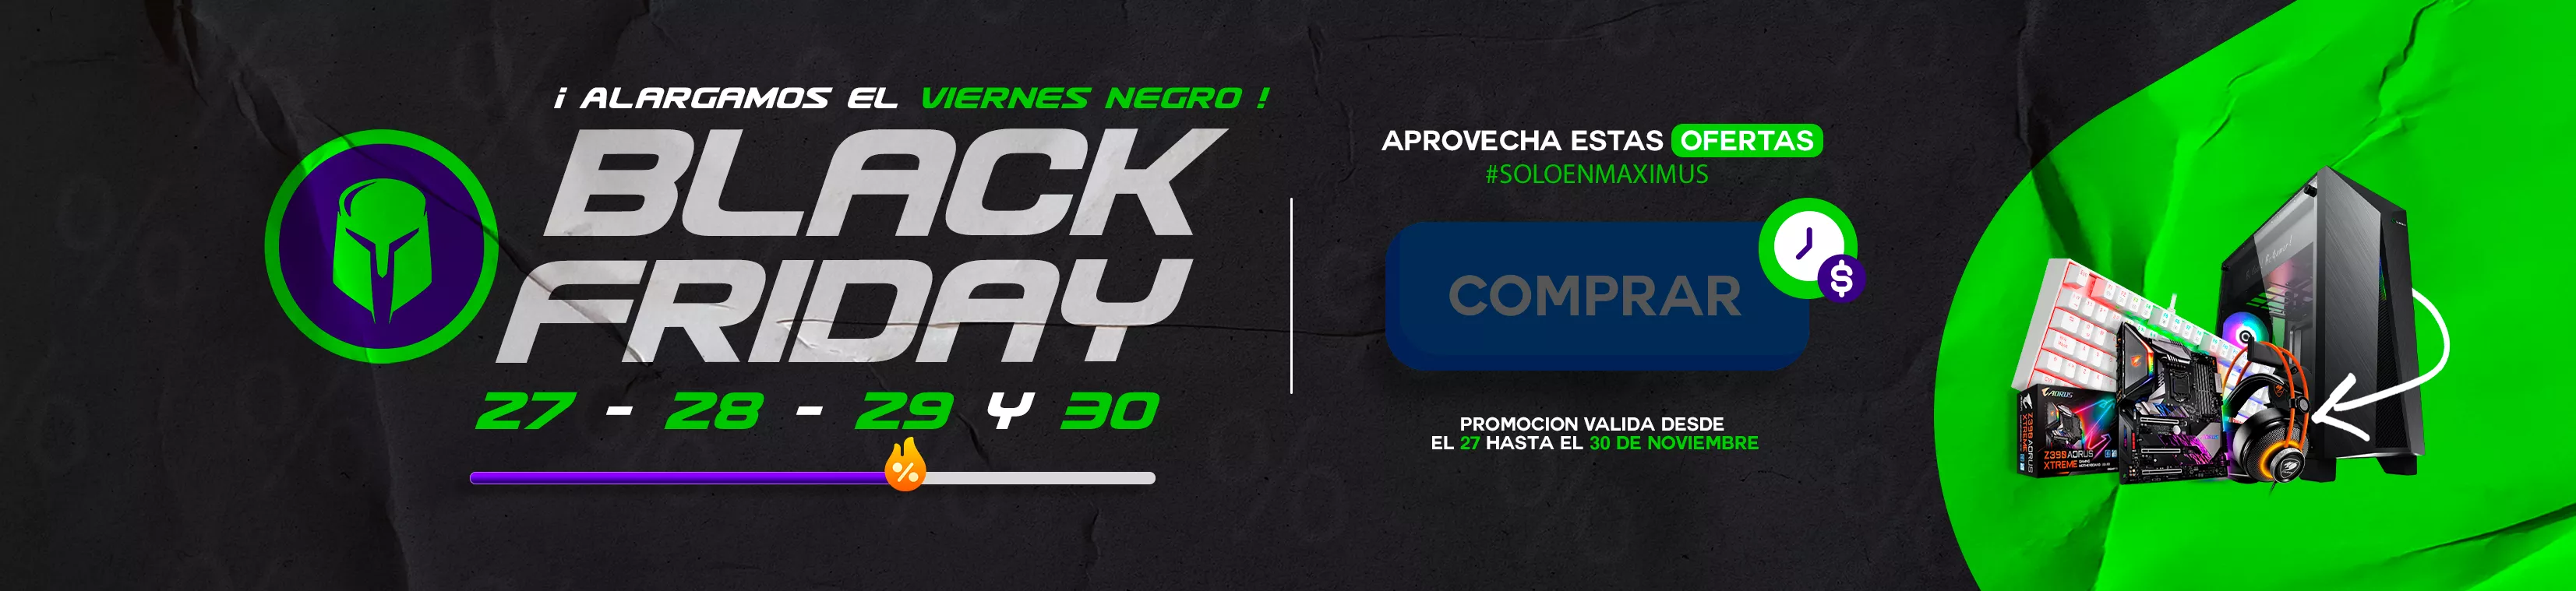 ¡ ALARGAMOS EL VIERNES NEGRO !
BLACK
FRIDAY
27 - 28 - 29 Y 30
%
APROVECHA ESTAS OFERTAS
#SOLOENMAXIMUS
COMPRAR
$
PROMOCION VALIDA DESDE
EL 27 HASTA EL 30 DE NOVIEMBRE
AORUS
Z390 AORUS
XTREME